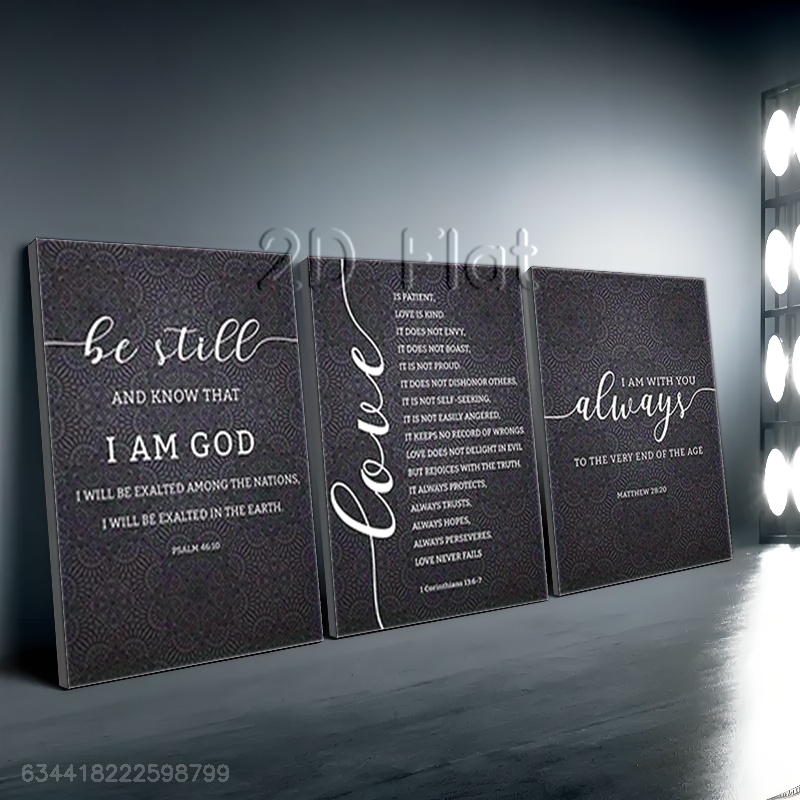 2D Flat
be still
AND KNOW THAT
I AM GOD
I WILL BE EXALTED AMONG THE NATIONS,
I WILL BE EXALTED IN THE EARTH.
PSALM 46:10
love
IS PATIENT,
LOVE IS KIND.
IT DOES NOT ENVY,
IT DOES NOT BOAST,
IT IS NOT PROUD.
IT DOES NOT DISHONOR OTHERS,
IT IS NOT SELF-SEEKING,
IT IS NOT EASILY ANGERED,
IT KEEPS NO RECORD OF WRONGS.
LOVE DOES NOT DELIGHT IN EVIL
BUT REJOICES WITH THE TRUTH.
IT ALWAYS PROTECTS,
ALWAYS TRUSTS,
ALWAYS HOPES,
ALWAYS PERSEVERES.
LOVE NEVER FAILS
1 Corinthians 13:6-7
I AM WITH YOU
always
TO THE VERY END OF THE AGE
MATTHEW 28:20
634418222598799